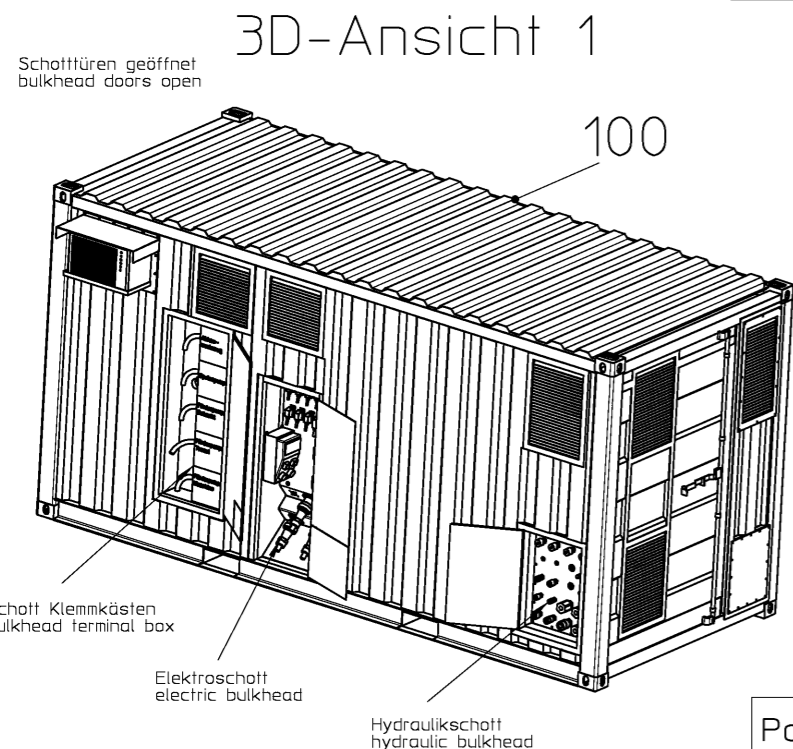 3D-Ansicht 1
Schotttüren geöffnet
bulkhead doors open
100
chott Klemmkästen
ulkhead terminal box
Elektroschott
electric bulkhead
Hydraulikschott
hydraulic bulkhead
Po